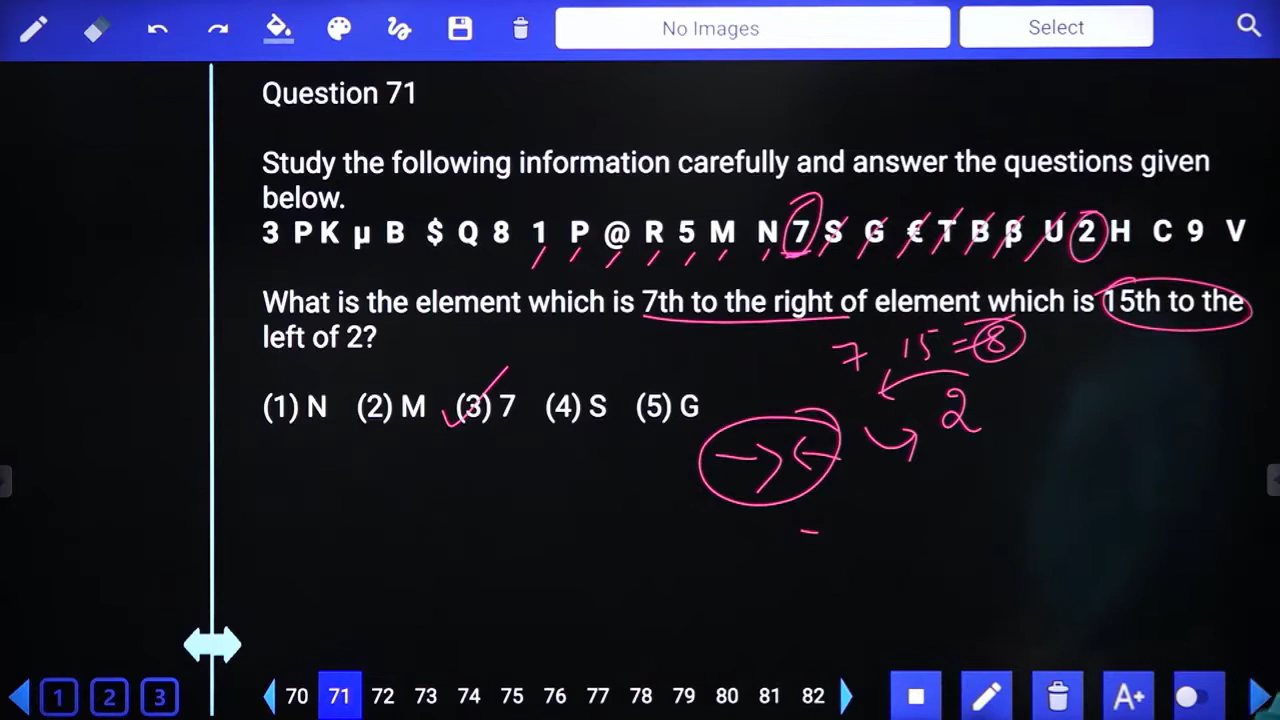 No Images
Select
Question 71
Study the following information carefully and answer the questions given
below.
3 P K µ B $ Q 8 1 P @ R 5 M N 7 S G € T B β U 2 H C 9 V
What is the element which is 7th to the right of element which is 15th to the
left of 2?
7 15 = 8
(1) N (2) M (3) 7 (4) S (5) G
2
1 2 3 70 71 72 73 74 75 76 77 78 79 80 81 82 A+